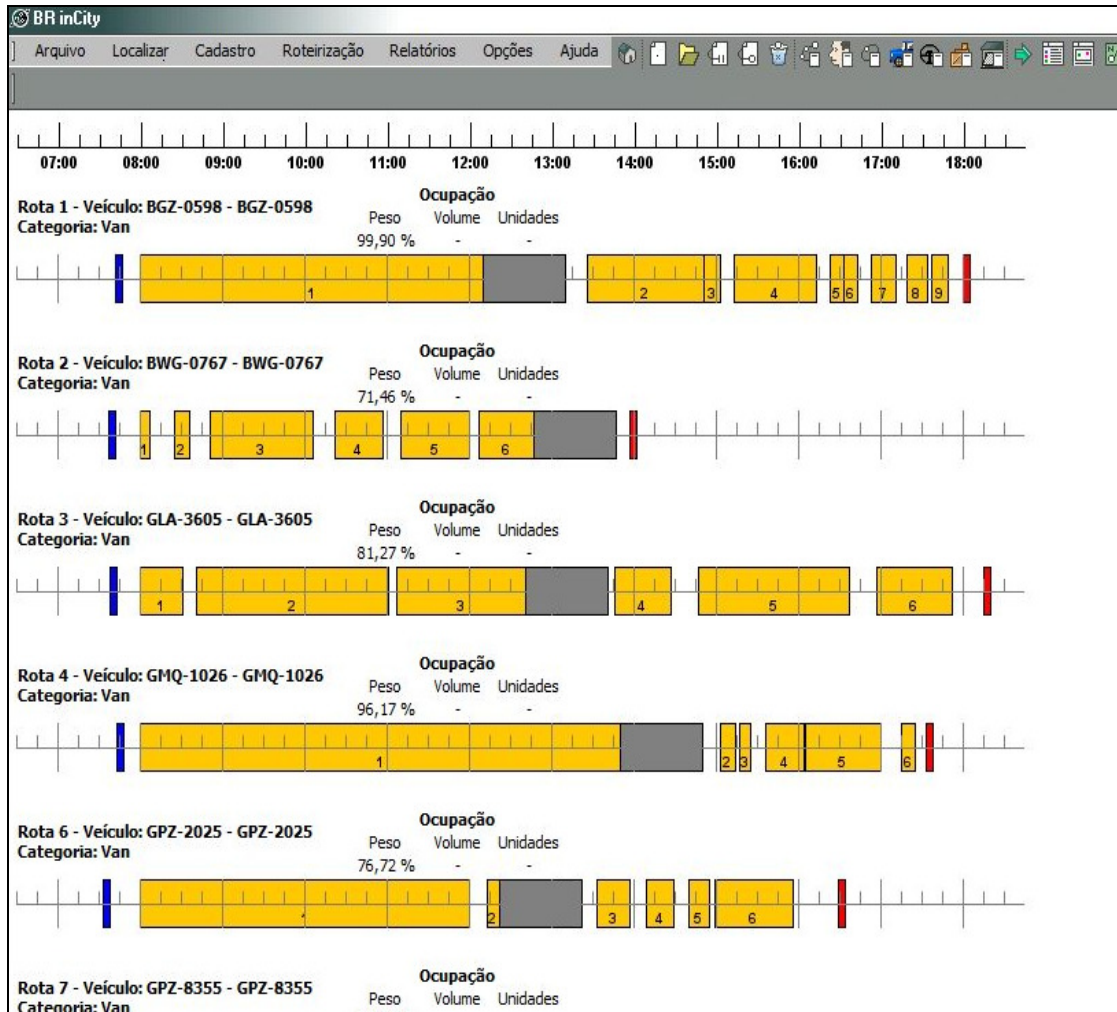 BR inCity
Arquivo Localizar Cadastro Roteirização Relatórios Opções Ajuda
07:00 08:00 09:00 10:00 11:00 12:00 13:00 14:00 15:00 16:00 17:00 18:00
Ocupação
Rota 1 - Veículo: BGZ-0598 - BGZ-0598
Peso Volume Unidades
Categoria: Van
99,90 % - -
1 2 3 4 5 6 7 8 9
Ocupação
Rota 2 - Veículo: BWG-0767 - BWG-0767
Peso Volume Unidades
Categoria: Van
71,46 % - -
1 2 3 4 5 6
Ocupação
Rota 3 - Veículo: GLA-3605 - GLA-3605
Peso Volume Unidades
Categoria: Van
81,27 % - -
1 2 3 4 5 6
Ocupação
Rota 4 - Veículo: GMQ-1026 - GMQ-1026
Peso Volume Unidades
Categoria: Van
96,17 % - -
1 2 3 4 5 6
Ocupação
Rota 6 - Veículo: GPZ-2025 - GPZ-2025
Peso Volume Unidades
Categoria: Van
76,72 % - -
2 3 4 5 6
Ocupação
Rota 7 - Veículo: GPZ-8355 - GPZ-8355
Peso Volume Unidades
Categoria: Van